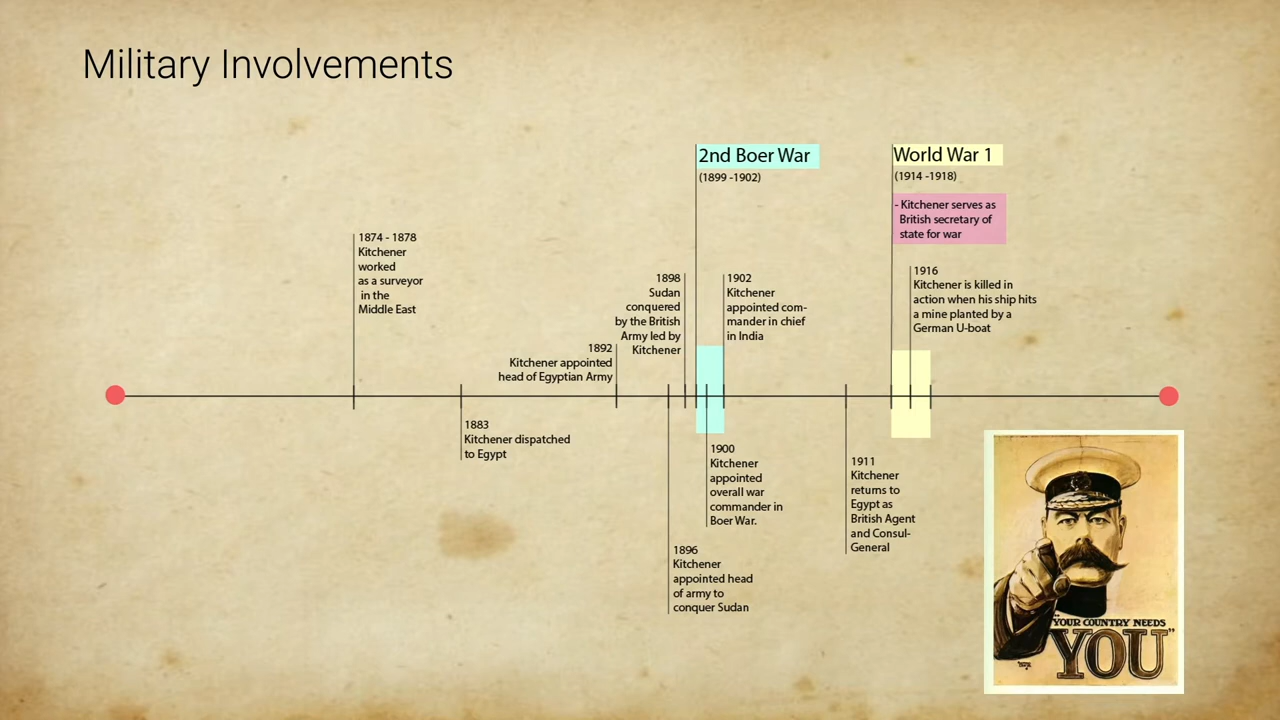 Military Involvements
2nd Boer War
(1899 -1902)
World War 1
(1914 -1918)
- Kitchener serves as
British secretary of
state for war
1874 - 1878
Kitchener
worked
as a surveyor
in the
Middle East
1883
Kitchener dispatched
to Egypt
1892
Kitchener appointed
head of Egyptian Army
1896
Kitchener
appointed head
of army to
conquer Sudan
1898
Sudan
conquered
by the British
Army led by
Kitchener
1900
Kitchener
appointed
overall war
commander in
Boer War.
1902
Kitchener
appointed com-
mander in chief
in India
1911
Kitchener
returns to
Egypt as
British Agent
and Consul-
General
1916
Kitchener is killed in
action when his ship hits
a mine planted by a
German U-boat
"YOUR COUNTRY NEEDS
YOU"